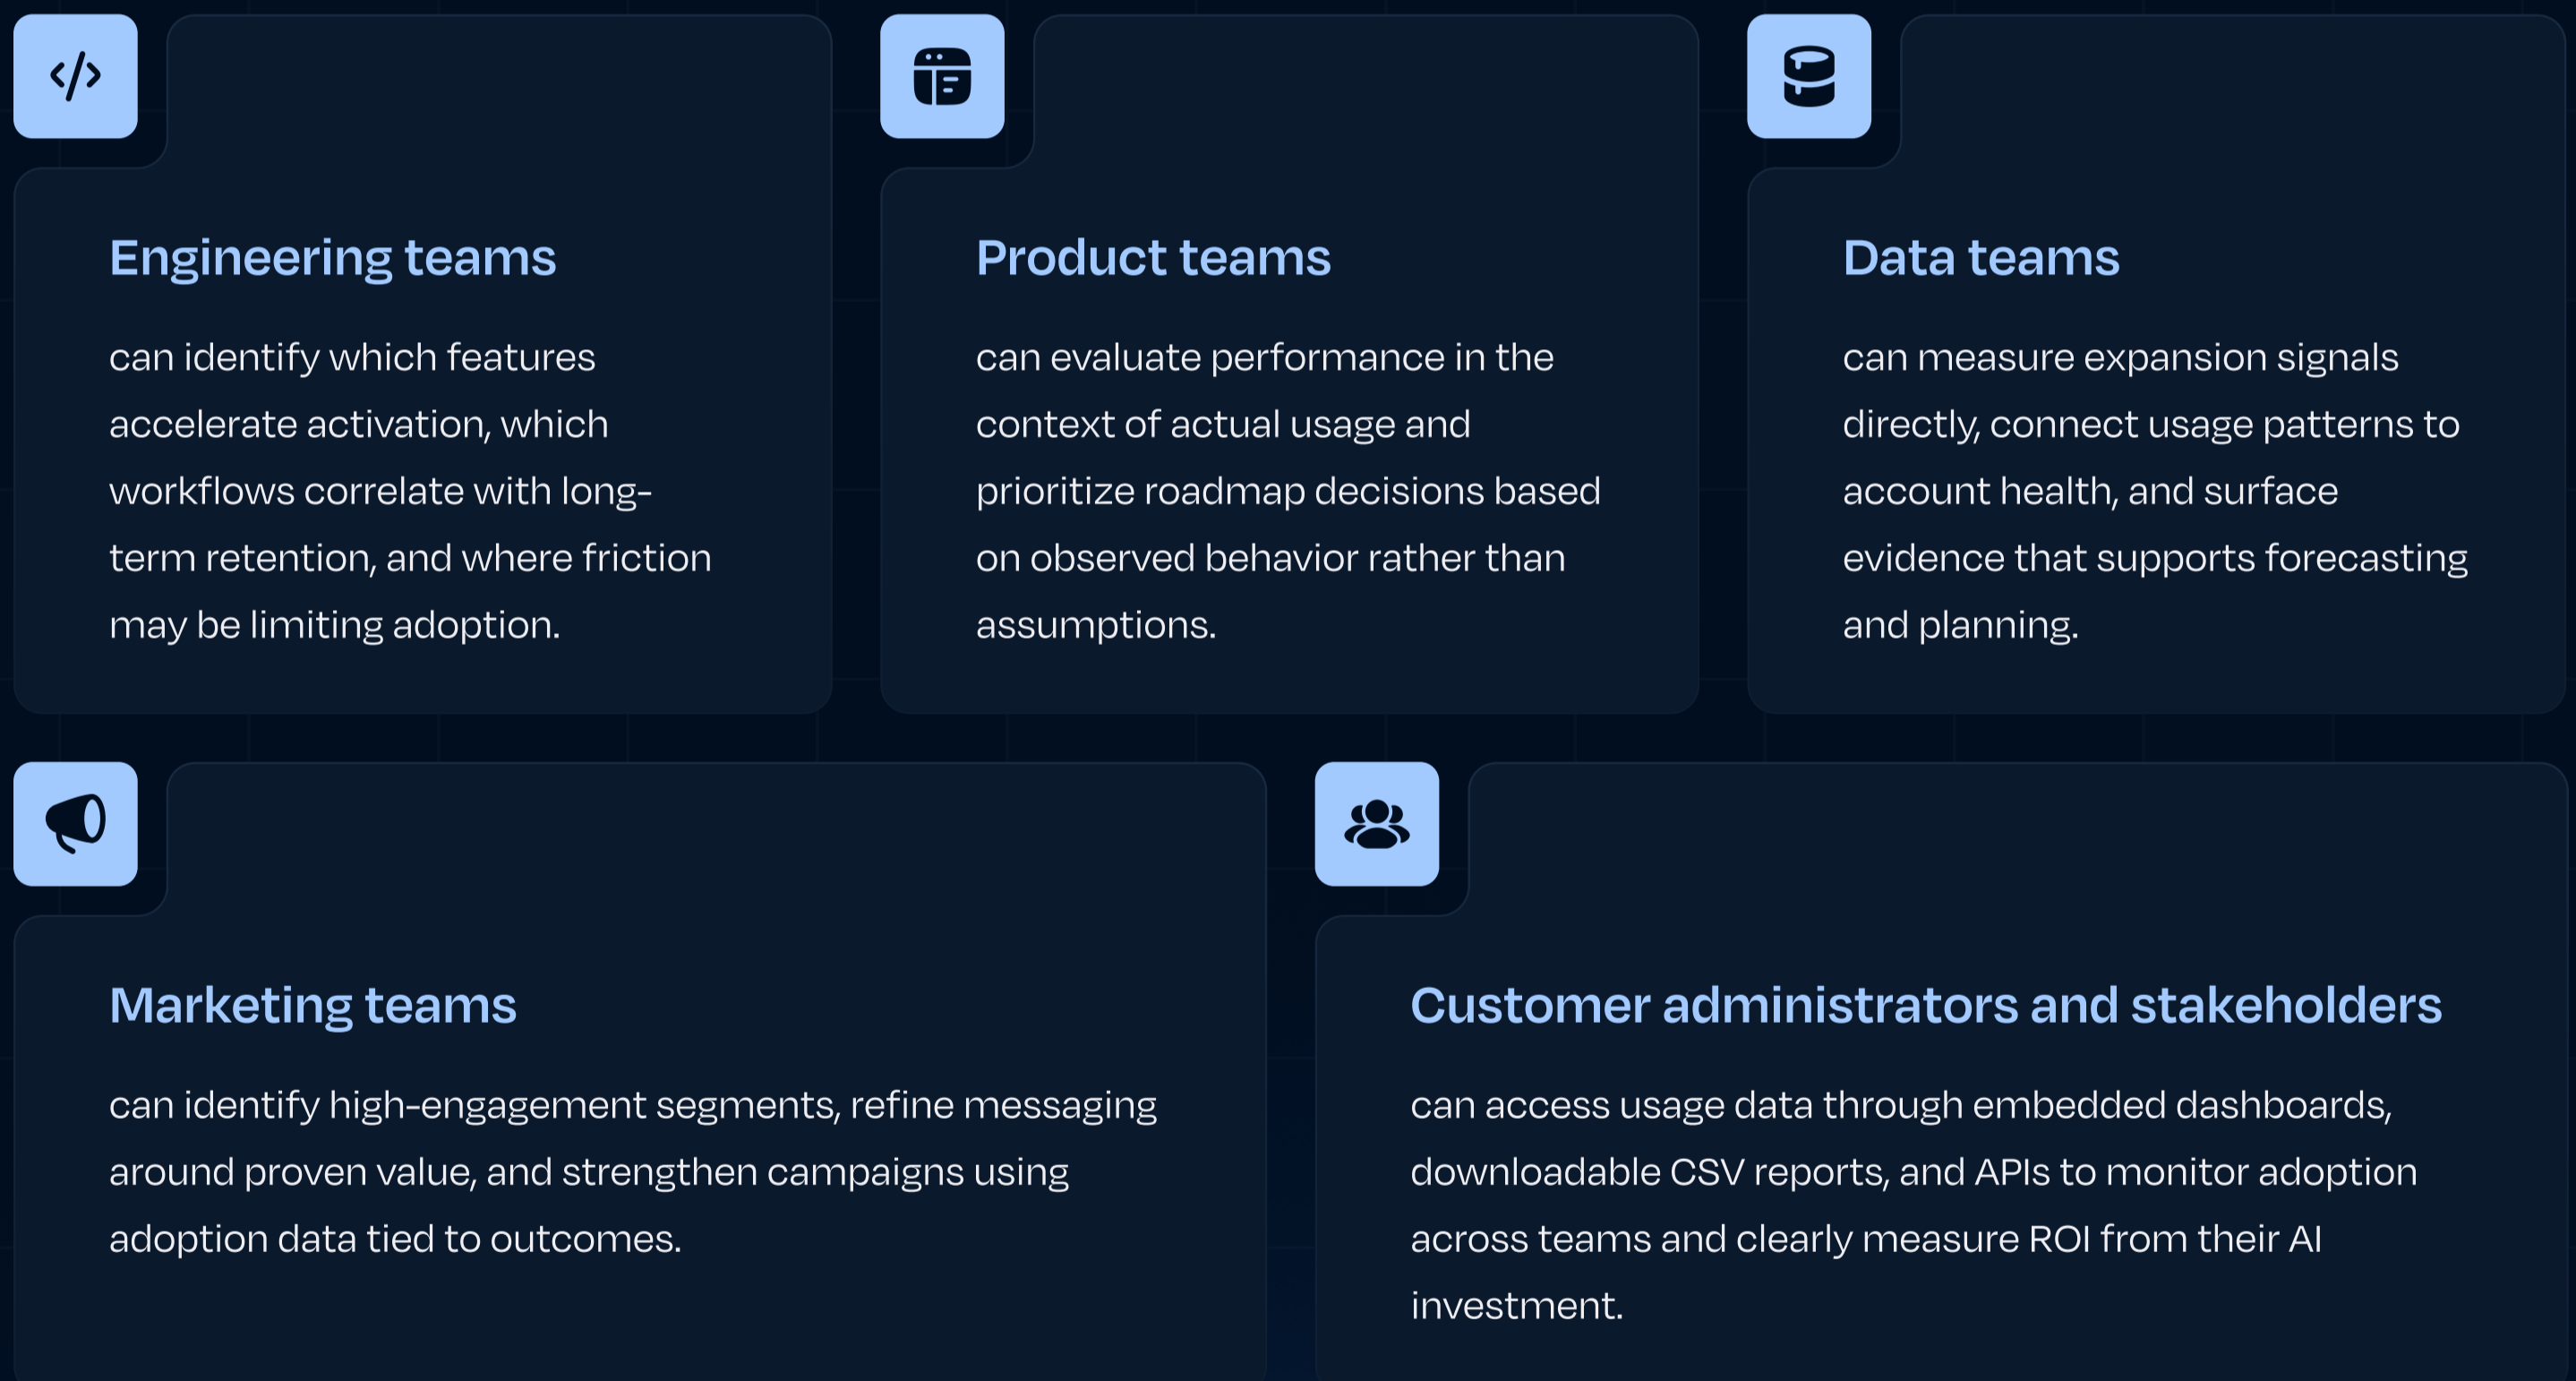 Engineering teams
can identify which features
accelerate activation, which
workflows correlate with long-
term retention, and where friction
may be limiting adoption.
Product teams
can evaluate performance in the
context of actual usage and
prioritize roadmap decisions based
on observed behavior rather than
assumptions.
Data teams
can measure expansion signals
directly, connect usage patterns to
account health, and surface
evidence that supports forecasting
and planning.
Marketing teams
can identify high-engagement segments, refine messaging
around proven value, and strengthen campaigns using
adoption data tied to outcomes.
Customer administrators and stakeholders
can access usage data through embedded dashboards,
downloadable CSV reports, and APIs to monitor adoption
across teams and clearly measure ROI from their AI
investment.